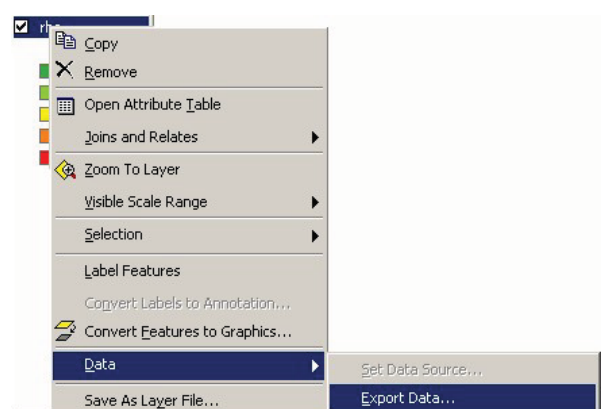 Copy
Remove
Open Attribute Table
Joins and Relates
Zoom To Layer
Visible Scale Range
Selection
Label Features
Convert Labels to Annotation...
Convert Features to Graphics...
Data
Set Data Source...
Save As Layer File...
Export Data...